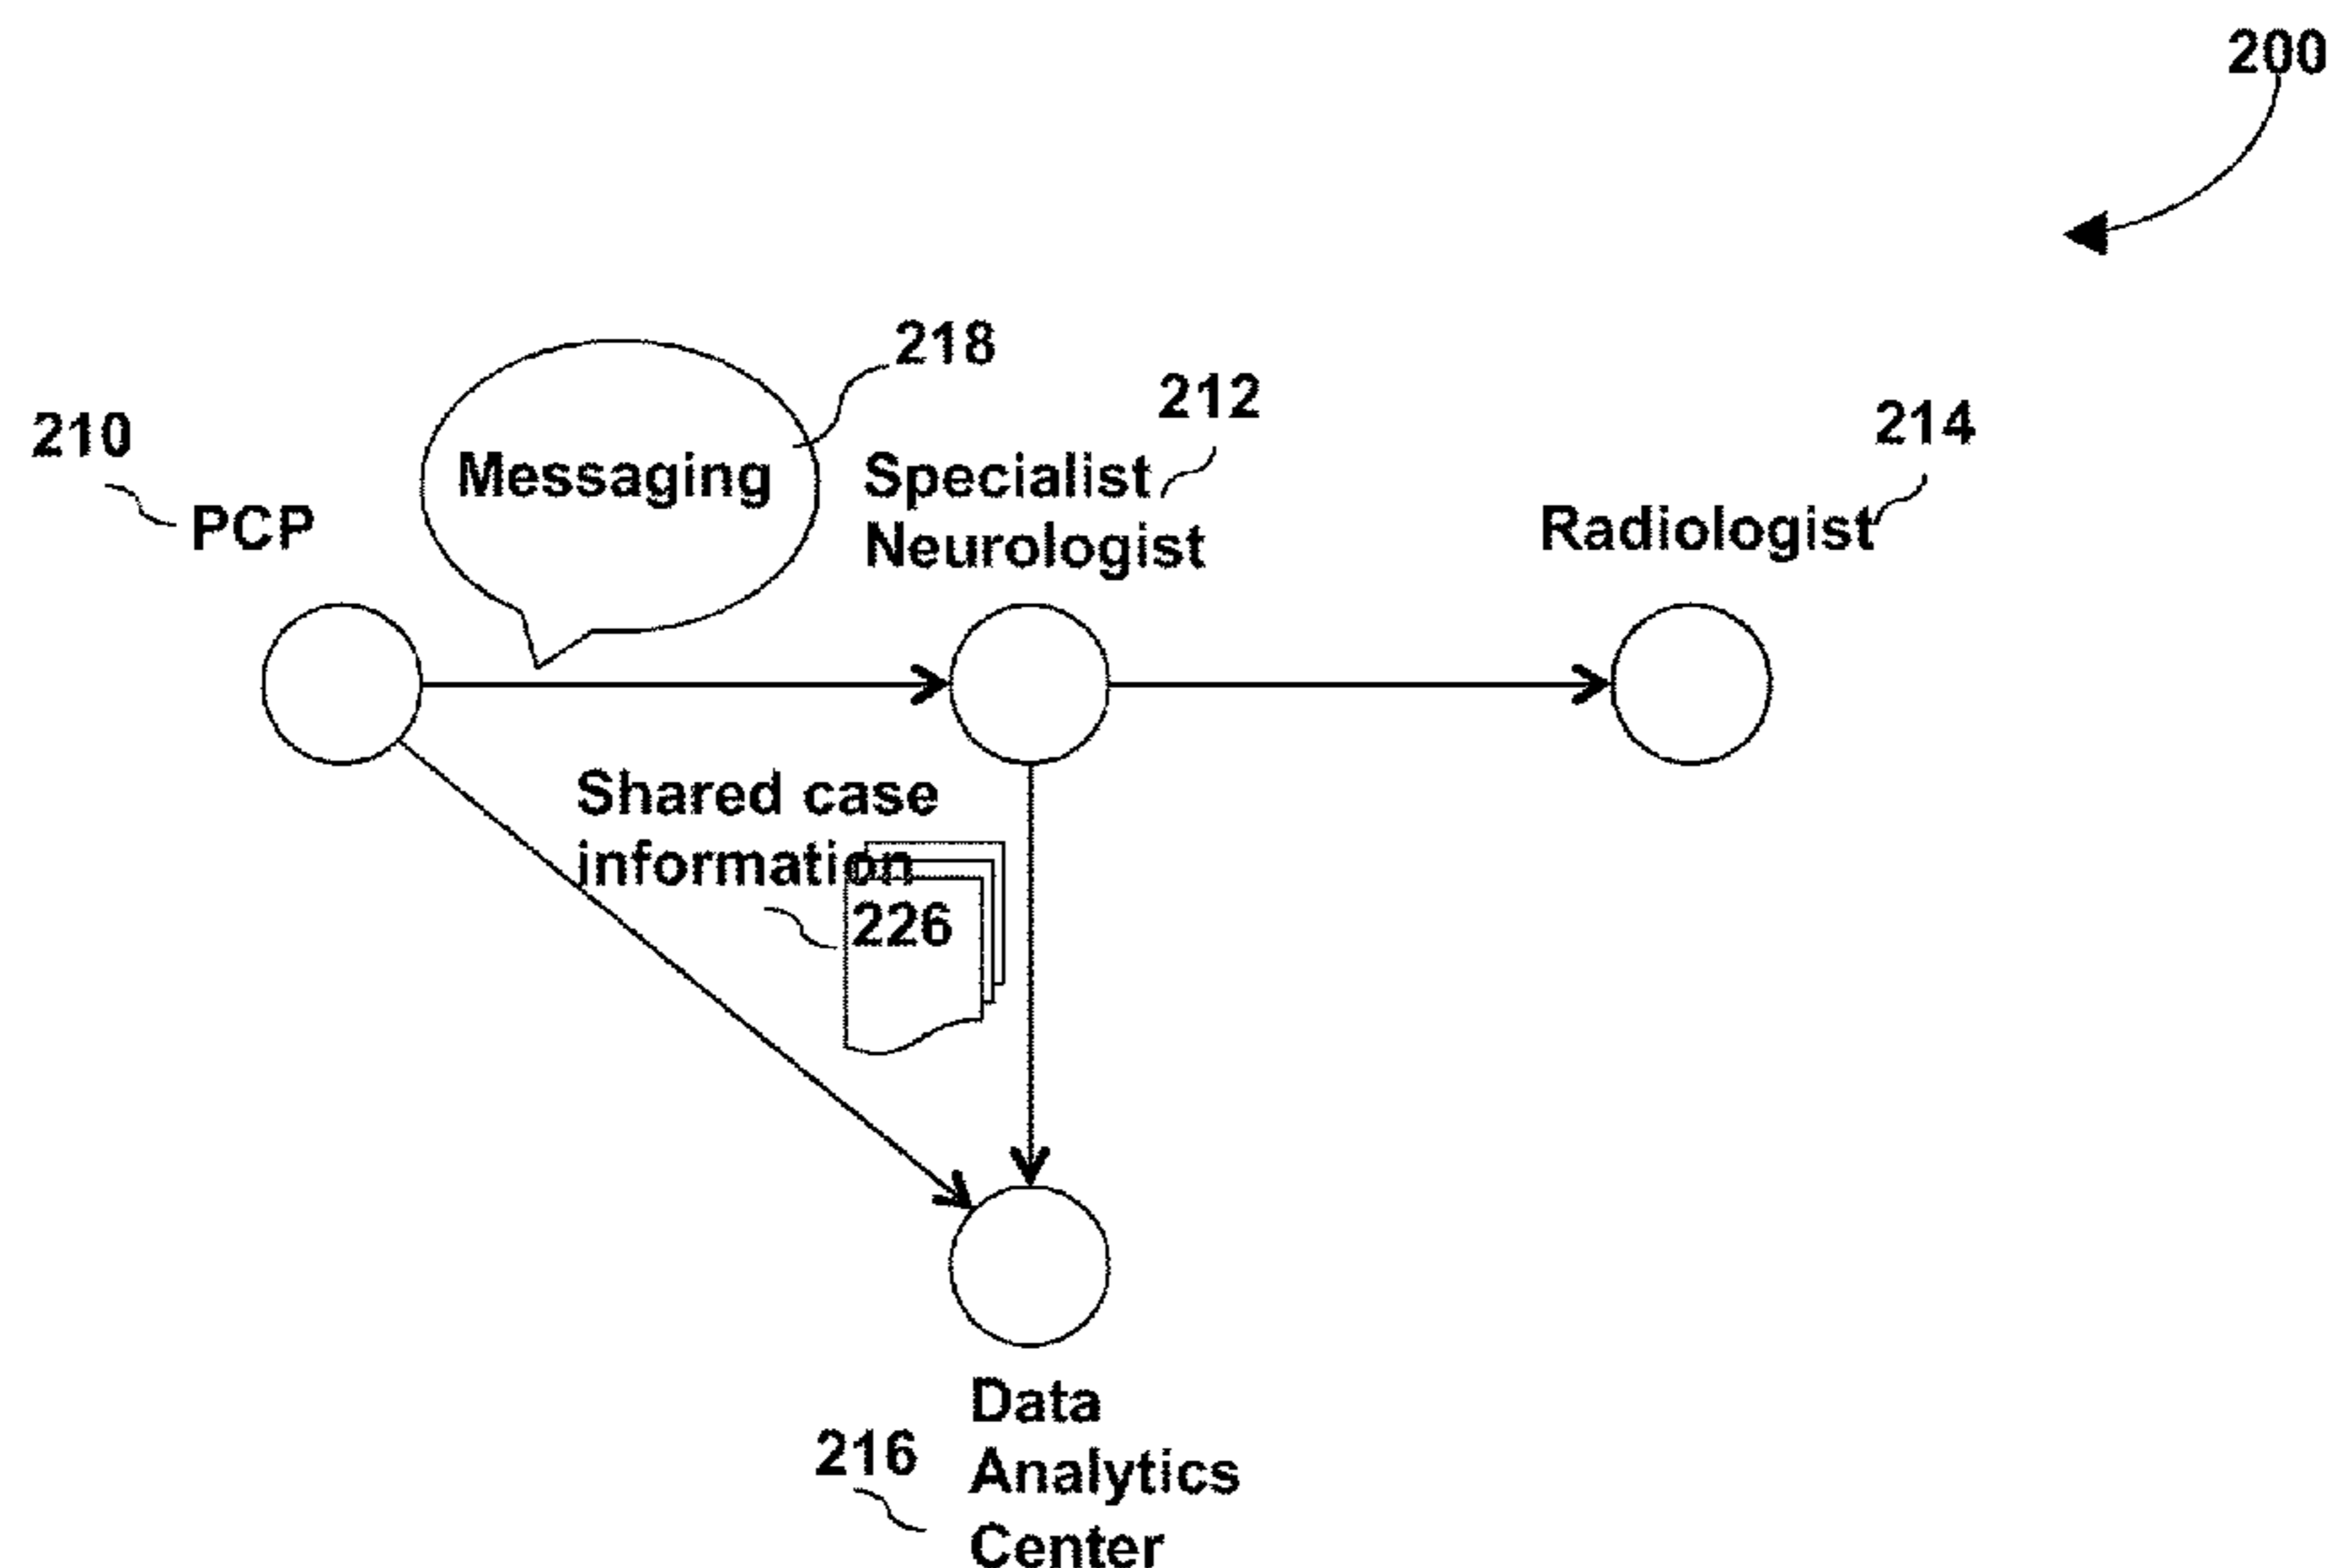 200
218
212
214
210
Messaging
Specialist
Neurologist
Radiologist
PCP
Shared case
information
226
Data
Analytics
Center
216